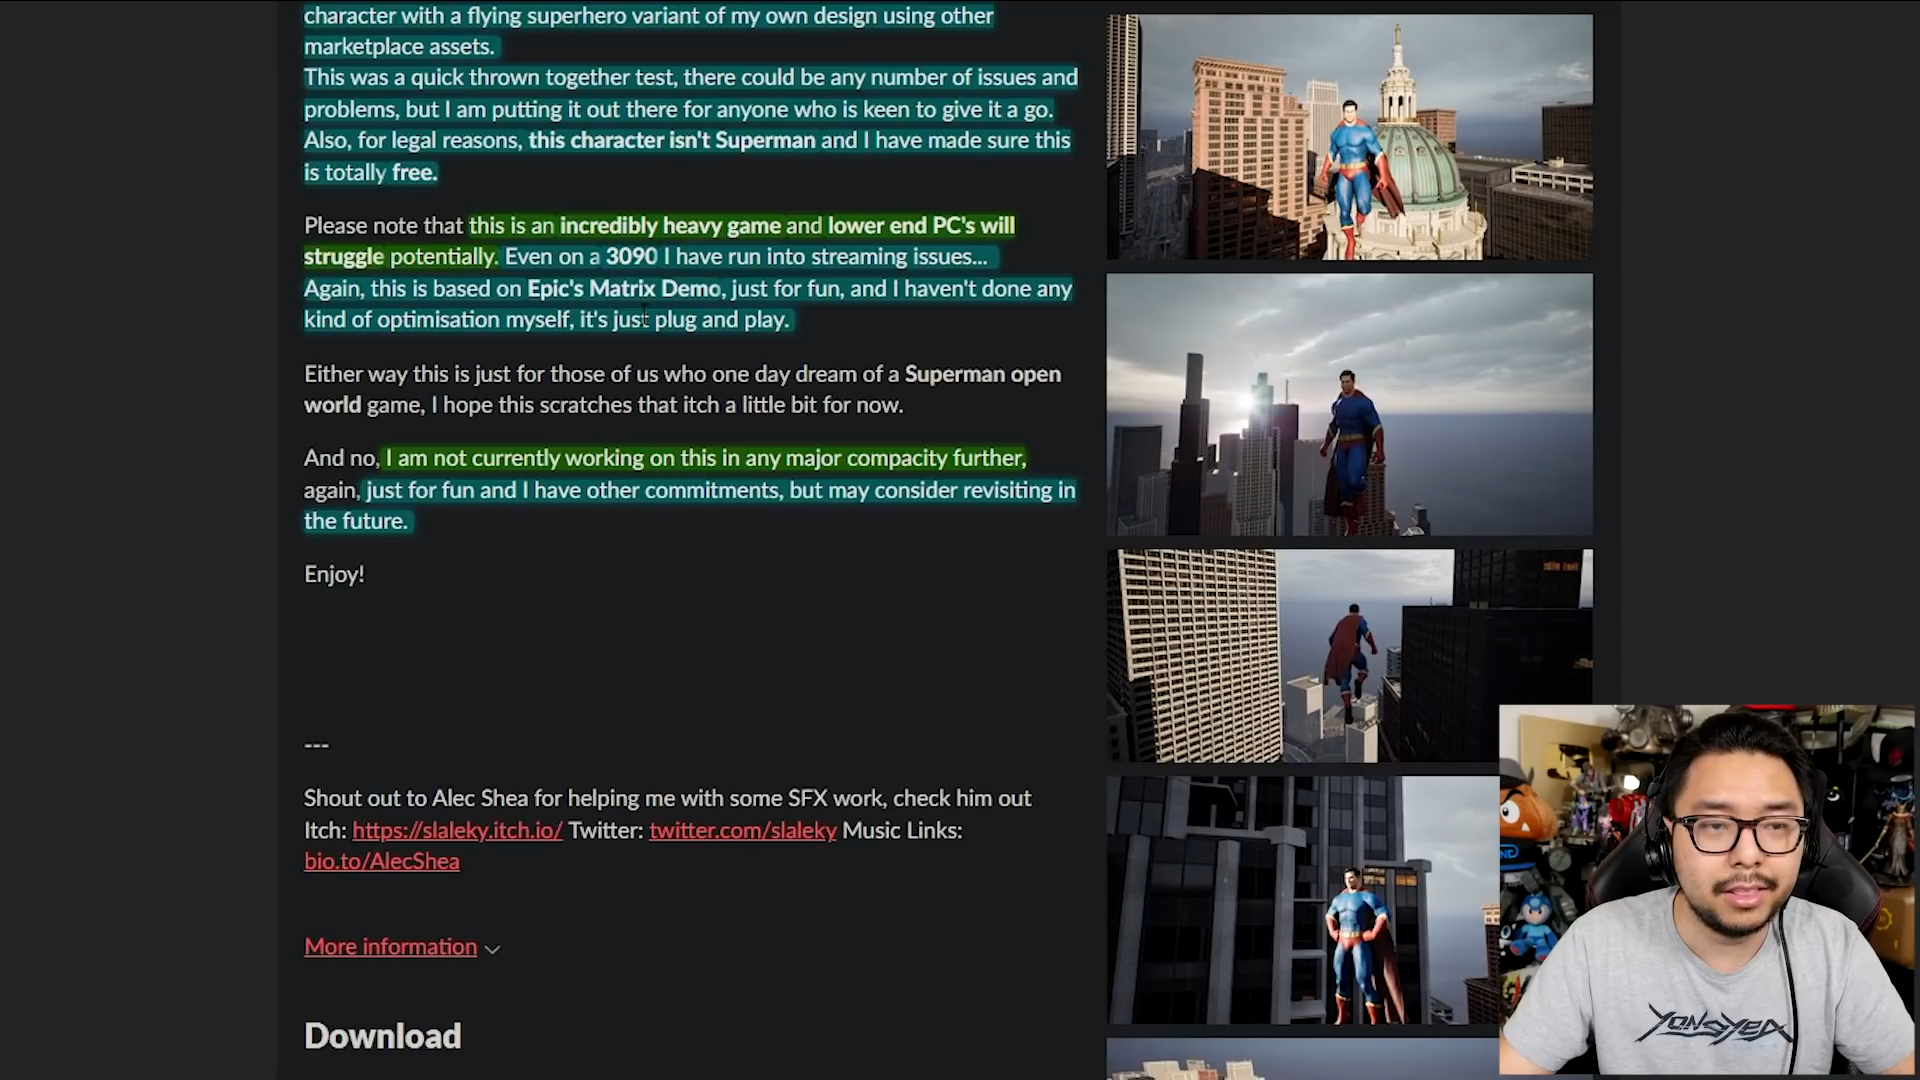 character with a flying superhero variant of my own design using other
marketplace assets.
This was a quick thrown together test, there could be any number of issues and
problems, but I am putting it out there for anyone who is keen to give it a go.
Also, for legal reasons, this character isn't Superman and I have made sure this
is totally free.
Please note that this is an incredibly heavy game and lower end PC's will
struggle potentially. Even on a 3090 I have run into streaming issues...
Again, this is based on Epic's Matrix Demo, just for fun, and I haven't done any
kind of optimisation myself, it's just plug and play.
Either way this is just for those of us who one day dream of a Superman open
world game, I hope this scratches that itch a little bit for now.
And no, I am not currently working on this in any major compacity further,
again, just for fun and I have other commitments, but may consider revisiting in
the future.
Enjoy!
---
Shout out to Alec Shea for helping me with some SFX work, check him out
Itch: https://slaleky.itch.io/ Twitter: twitter.com/slaleky Music Links:
bio.to/AlecShea
More information
Download
YONGYEA